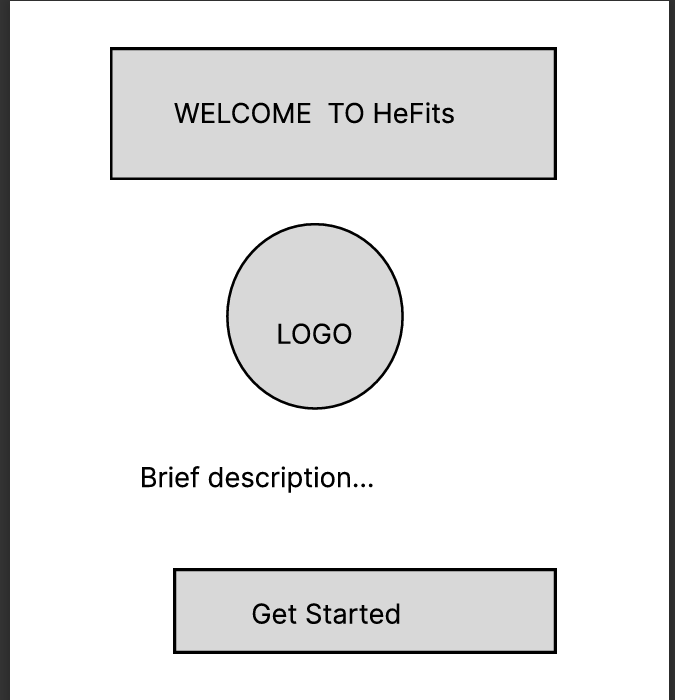 WELCOME  TO HeFits
LOGO
Brief description...
Get Started